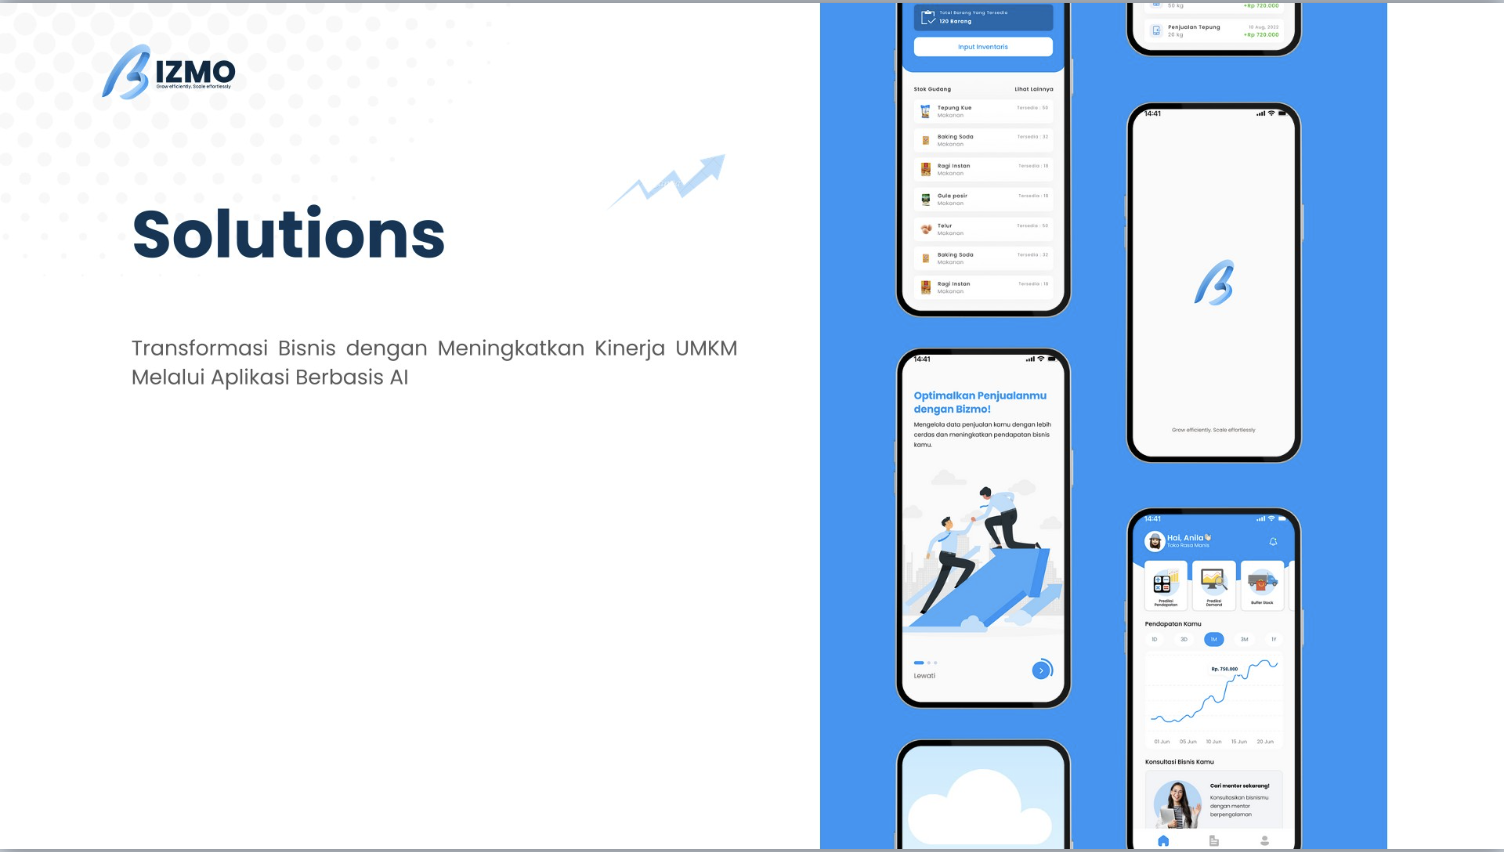 IZMO
Grow efficiently, Scale effortlessly
Solutions
Transformasi Bisnis dengan Meningkatkan Kinerja UMKM
Melalui Aplikasi Berbasis AI
Total Barang Yang Tersedia
120 Barang
Input Inventaris
Stok Gudang
Lihat Lainnya
Tepung Kue
Tersedia : 50
Makanan
Baking Soda
Tersedia : 32
Makanan
Ragi Instan
Tersedia : 18
Makanan
Gula pasir
Tersedia : 18
Makanan
Telur
Tersedia : 50
Makanan
Baking Soda
Tersedia : 32
Makanan
Ragi Instan
Tersedia : 18
Makanan
14:41
Optimalkan Penjualanmu
dengan Bizmo!
Mengelola data penjualan kamu dengan lebih
cerdas dan meningkatkan pendapatan bisnis
kamu.
Lewati
50 kg
+Rp 720.000
Penjualan Tepung
19 Aug, 2023
20 kg
+Rp 720.000
14:41
Grow efficiently, Scale effortlessly
14:41
Hai, Anila
Toko Rasa Manis
Prediksi
Pendapatan
Prediksi
Demand
Buffer Stock
Pendapatan Kamu
1D
3D
1M
3M
1Y
Rp. 756.000
01 Jun
05 Jun
10 Jun
15 Jun
20 Jun
Konsultasi Bisnis Kamu
Cari mentor sekarang!
Konsultasikan bisnismu
dengan mentor
berpengalaman